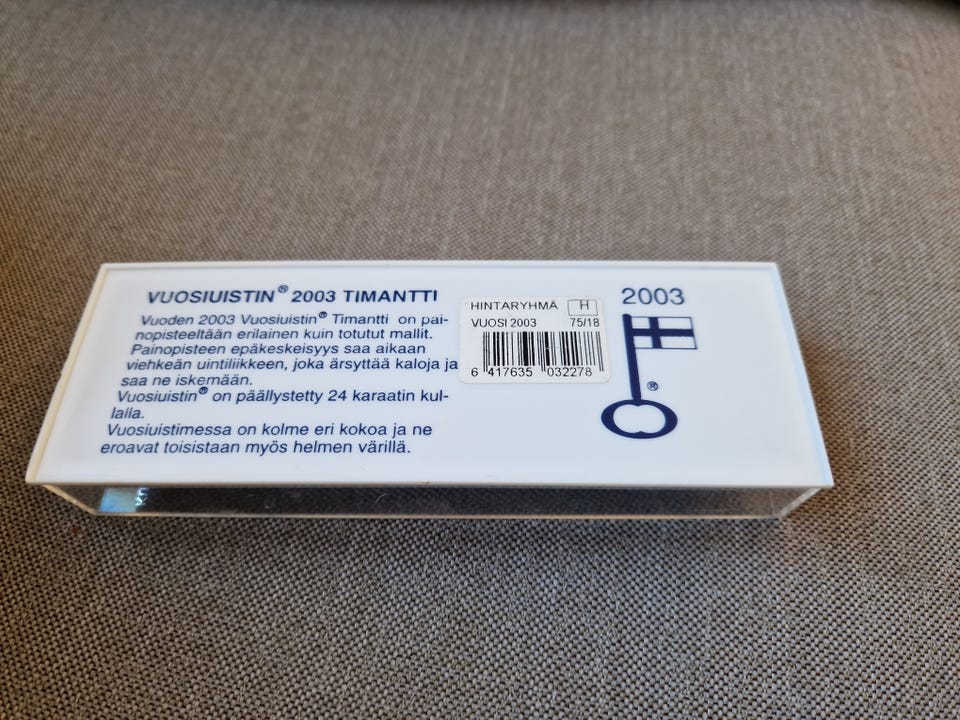 VUOSIUISTIN® 2003 TIMANTTI
Vuoden 2003 Vuosiuistin® Timantti on pai-
nopisteeltään erilainen kuin totutut mallit.
Painopisteen epäkeskeisyys saa aikaan
viehkeän uintiliikkeen, joka ärsyttää kaloja ja
saa ne iskemään.
Vuosiuistin® on päällystetty 24 karaatin kul-
lalla.
Vuosiuistimessa on kolme eri kokoa ja ne
eroavat toisistaan myös helmen värillä.
HINTARYHMÄ H
VUOSI 2003 75/18
6 417635 032278
2003
®